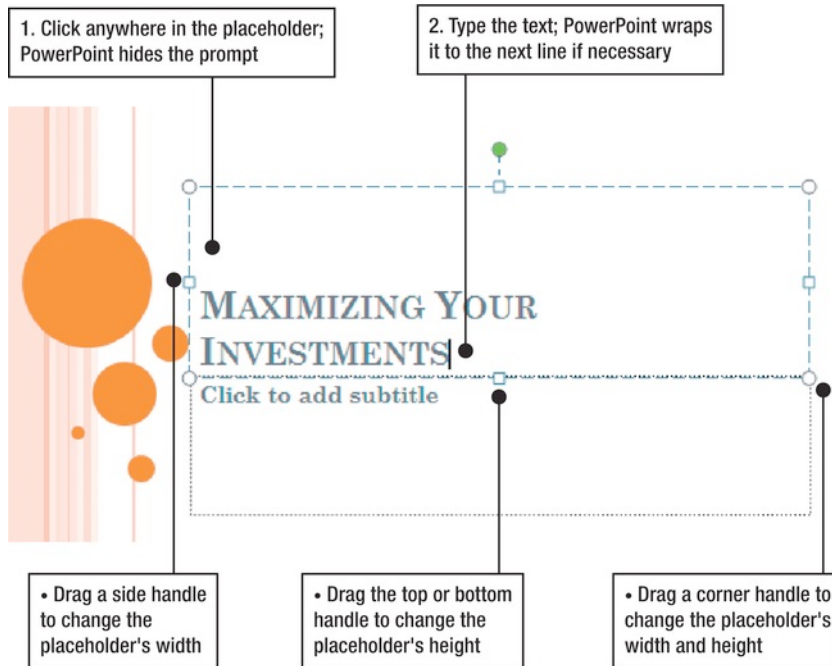 1. Click anywhere in the placeholder;
PowerPoint hides the prompt
2. Type the text; PowerPoint wraps
it to the next line if necessary
MAXIMIZING YOUR
INVESTMENTS
Click to add subtitle
• Drag a side handle
to change the
placeholder's width
• Drag the top or bottom
handle to change the
placeholder's height
• Drag a corner handle to
change the placeholder's
width and height